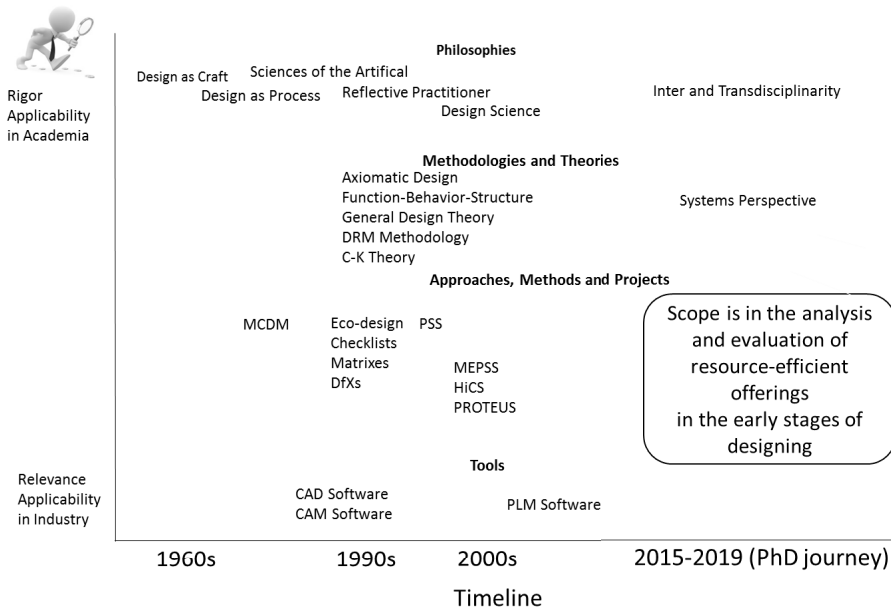 Philosophies
Design as Craft
Sciences of the Artifical
Design as Process
Reflective Practitioner
Design Science
Inter and Transdisciplinarity
Rigor
Applicability
in Academia
Methodologies and Theories
Axiomatic Design
Function-Behavior-Structure
General Design Theory
DRM Methodology
C-K Theory
Systems Perspective
Approaches, Methods and Projects
MCDM
Eco-design
Checklists
Matrixes
DfXs
PSS
MEPSS
HiCS
PROTEUS
Scope is in the analysis
and evaluation of
resource-efficient
offerings
in the early stages of
designing
Tools
Relevance
Applicability
in Industry
CAD Software
CAM Software
PLM Software
1960s
1990s
2000s
2015-2019 (PhD journey)
Timeline